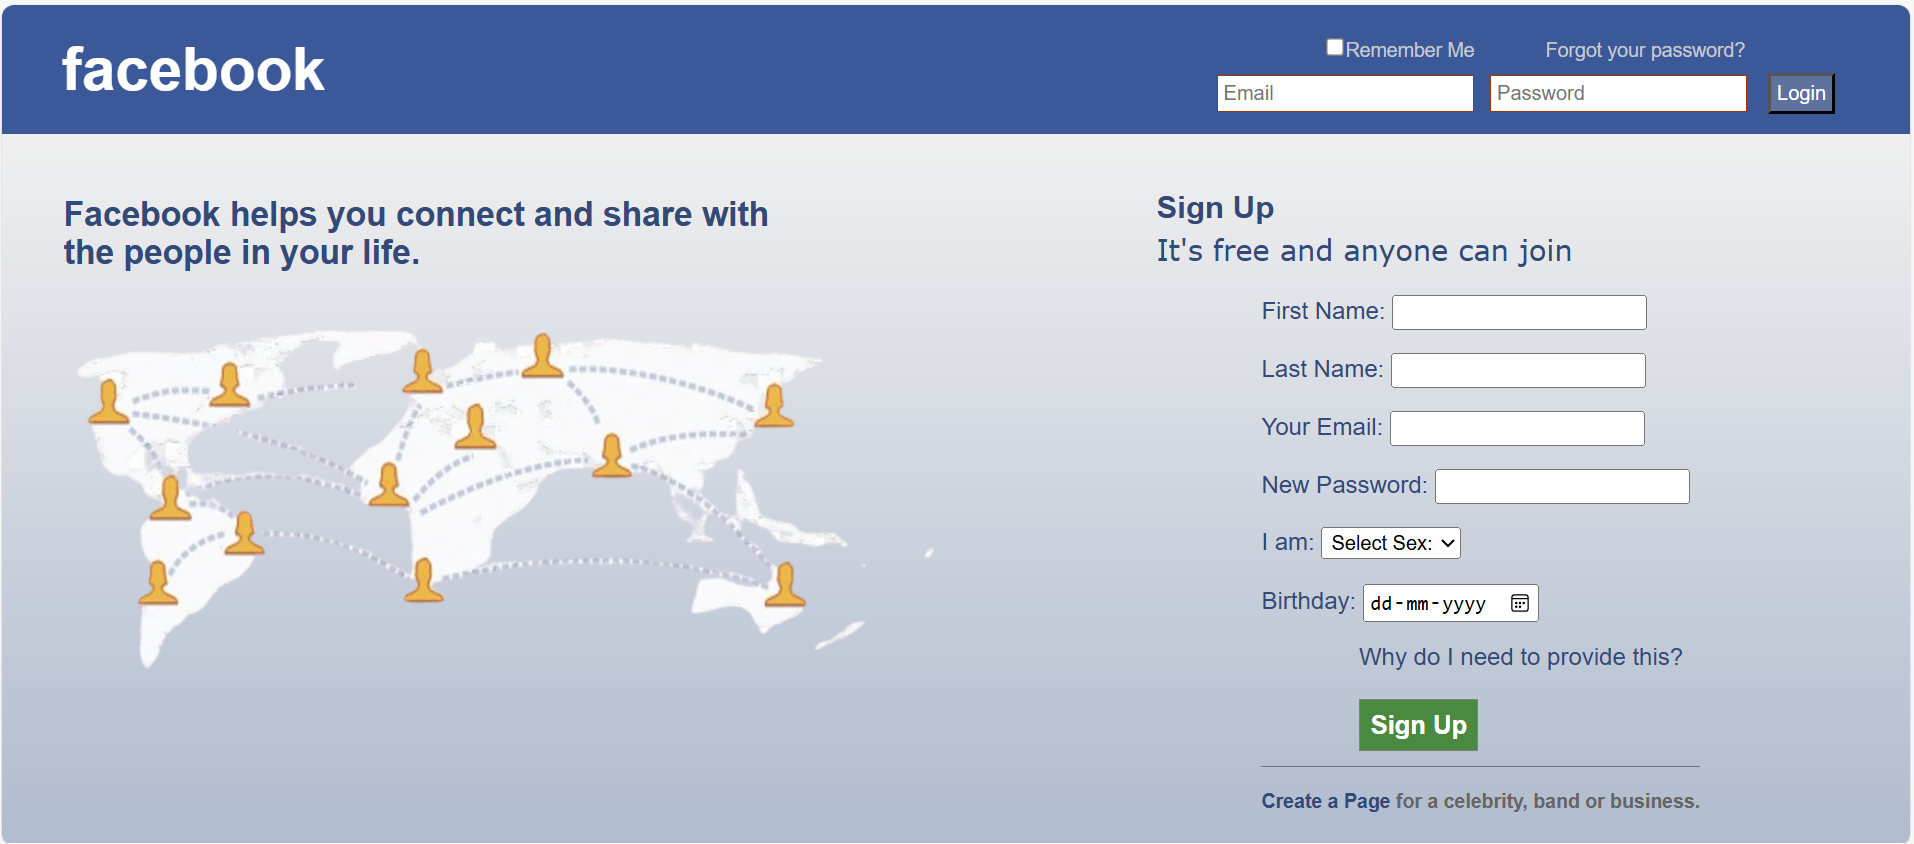 facebook
Remember Me Forgot your password?
Email Password Login
Facebook helps you connect and share with
the people in your life.
Sign Up
It's free and anyone can join
First Name:
Last Name:
Your Email:
New Password:
I am: Select Sex:
Birthday: dd-mm-yyyy
Why do I need to provide this?
Sign Up
Create a Page for a celebrity, band or business.